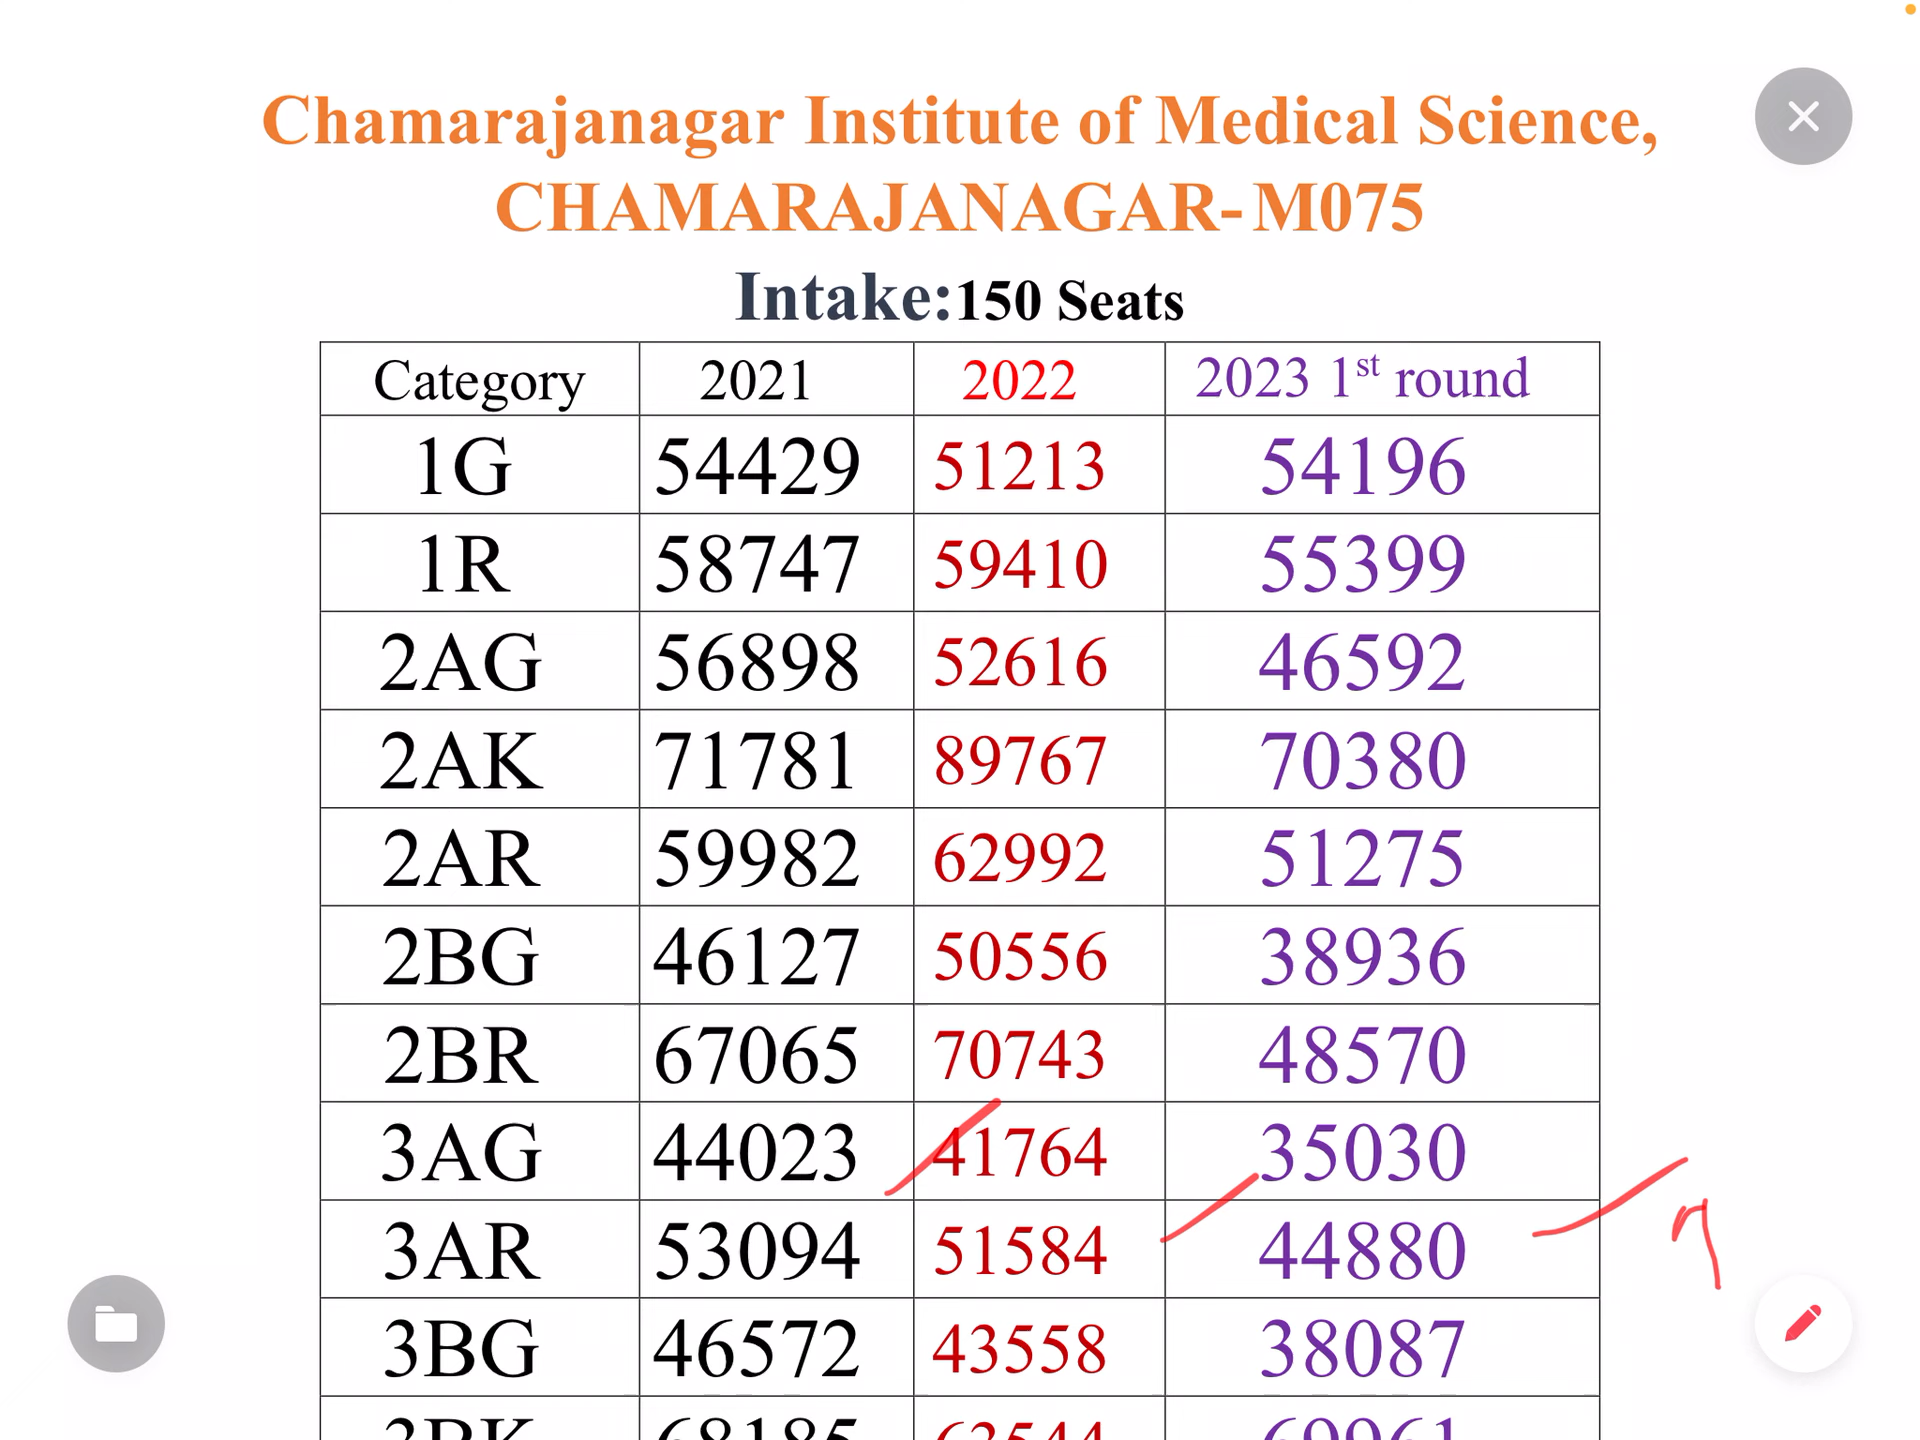 Chamarajanagar Institute of Medical Science,
CHAMARAJANAGAR-M075
Intake:150 Seats
Category 2021 2022 2023 1st round
1G 54429 51213 54196
1R 58747 59410 55399
2AG 56898 52616 46592
2AK 71781 89767 70380
2AR 59982 62992 51275
2BG 46127 50556 38936
2BR 67065 70743 48570
3AG 44023 41764 35030
3AR 53094 51584 44880
3BG 46572 43558 38087